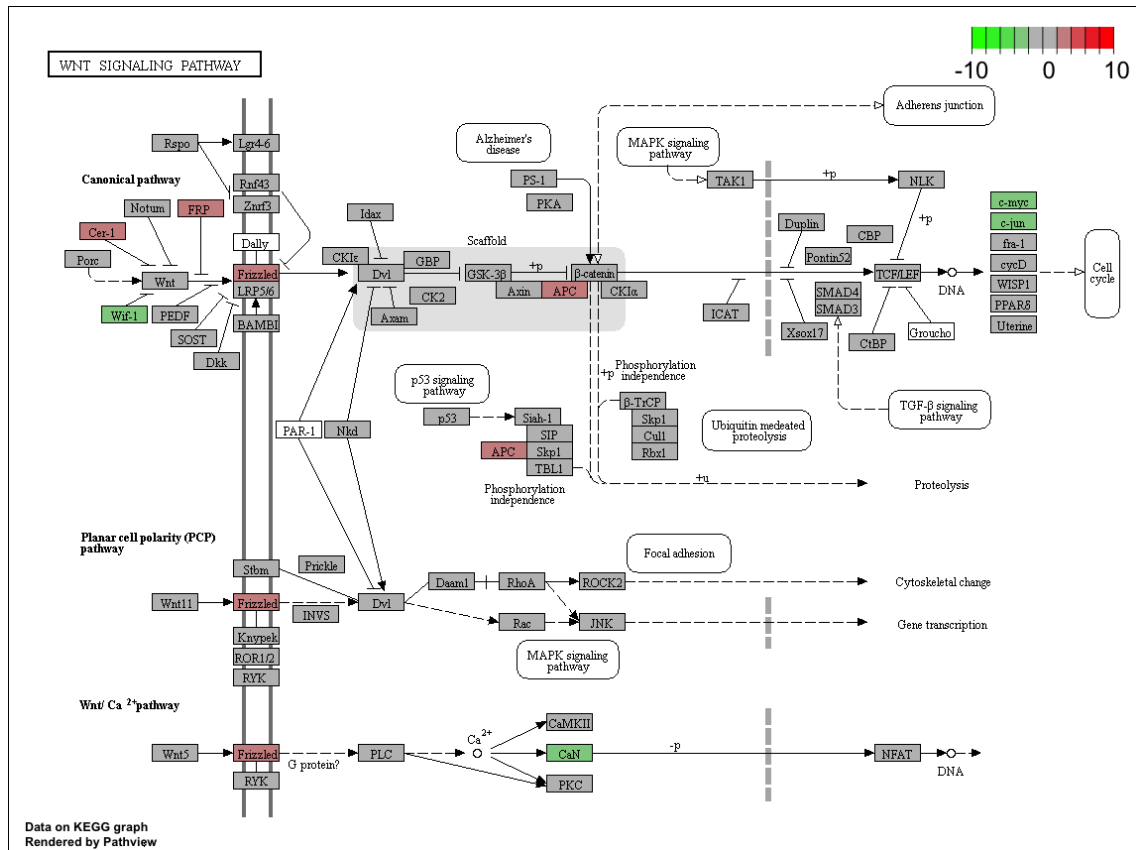 -10 0 10
WNT SIGNALING PATHWAY
Adherens junction
Alzheimer's
disease
MAPK signaling
pathway
Rspo
Lgr4-6
Canonical pathway
Rnf43
Znrf3
Notum
FRP
Cer-1
Porc
Wnt
Dally
Frizzled
LRP5/6
Wif-1
PEDF
BAMBI
SOST
Dkk
PS-1
PKA
TAK1
+p
NLK
+p
Idax
Scaffold
CKIε
Dvl
GBP
CK2
Axam
GSK-3β
+p
β-catenin
Axin
APC
CKIα
Duplin
Pontin52
CBP
TCF/LEF
DNA
ICAT
SMAD4
SMAD3
Xsox17
CtBP
Groucho
c-myc
c-jun
fra-1
cycD
WISP1
PPARδ
Uterine
Cell
cycle
PAR-1
Nkd
p53 signaling
pathway
p53
Siah-1
SIP
APC
Skp1
TBL1
Phosphorylation
independence
+p
Phosphorylation
independence
β-TrCP
Skp1
Cul1
Rbx1
Ubiquitin medeated
proteolysis
TGF-β signaling
pathway
+u
Proteolysis
Planar cell polarity (PCP)
pathway
Stbm
Prickle
Wnt11
Frizzled
INVS
Dvl
Knypek
ROR1/2
RYK
Daam1
RhoA
ROCK2
Focal adhesion
Cytoskeletal change
Rac
JNK
Gene transcription
MAPK signaling
pathway
Wnt/ Ca 2+ pathway
Wnt5
Frizzled
RYK
G protein?
PLC
Ca2+
CaMKII
CaN
PKC
-p
NFAT
DNA
Data on KEGG graph
Rendered by Pathview